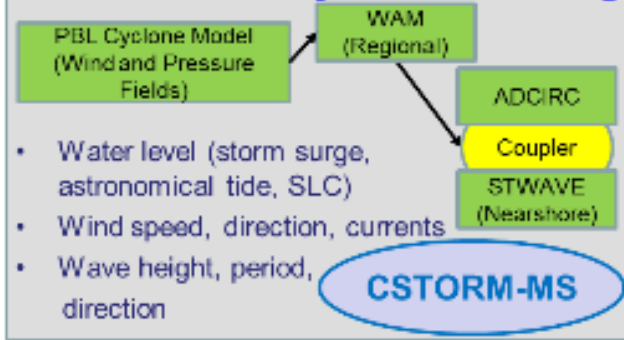 WAM
(Regional)
PBL Cyclone Model
(Wind and Pressure
Fields)
ADCIRC
Coupler
STWAVE
(Nearshore)
• Water level (storm surge,
astronomical tide, SLC)
• Wind speed, direction, currents
• Wave height, period,
direction
CSTORM-MS